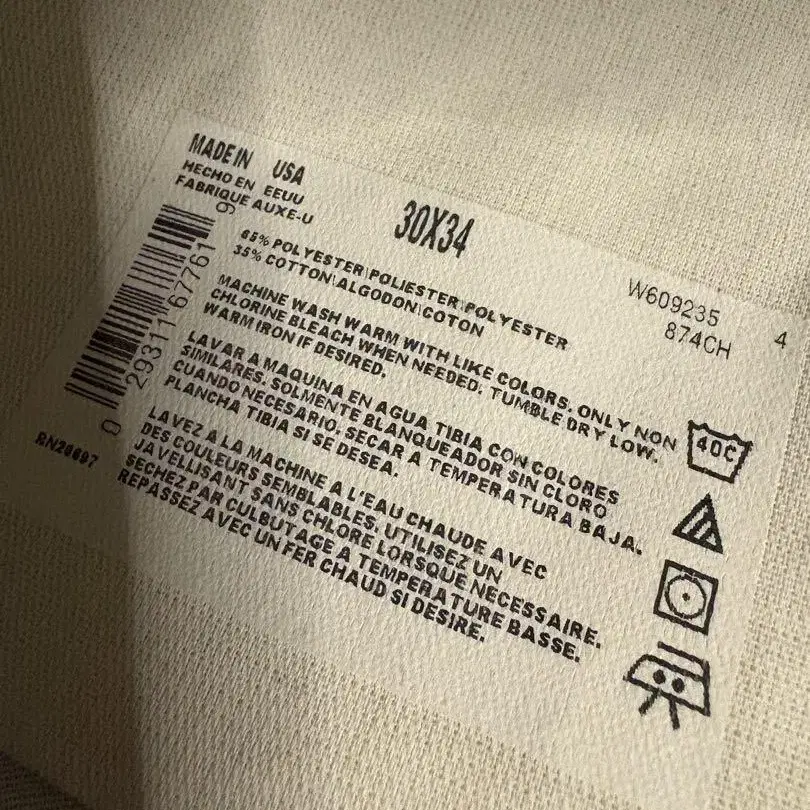 MADE IN USA
HECHO EN EEUU
FABRIQUE AUXE-U
30X34
65% POLYESTER\POLIESTER\POLYESTER
35% COTTON\ALGODON\COTON
W609235 4
874CH
MACHINE WASH WARM WITH LIKE COLORS. ONLY NON
CHLORINE BLEACH WHEN NEEDED. TUMBLE DRY LOW.
WARM IRON IF DESIRED.
LAVAR A MAQUINA EN AGUA TIBIA CON COLORES
SIMILARES. SOLMENTE BLANQUEADOR SIN CLORO
CUANDO NECESARIO. SECAR A TEMPERATURA BAJA.
PLANCHA TIBIA SI SE DESEA.
LAVEZ A LA MACHINE A L'EAU CHAUDE AVEC
DES COULEURS SEMBLABLES. UTILISEZ UN
JAVELLISANT SANS CHLORE LORSQUE NECESSAIRE.
SECHEZ PAR CULBUTAGE A TEMPERATURE BASSE.
REPASSEZ AVEC UN FER CHAUD SI DESIRE.
0 29311 67761 9
RN20697
40C